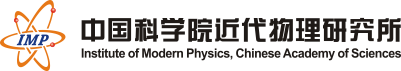 IMP
中国科学院近代物理研究所
Institute of Modern Physics, Chinese Academy of Sciences